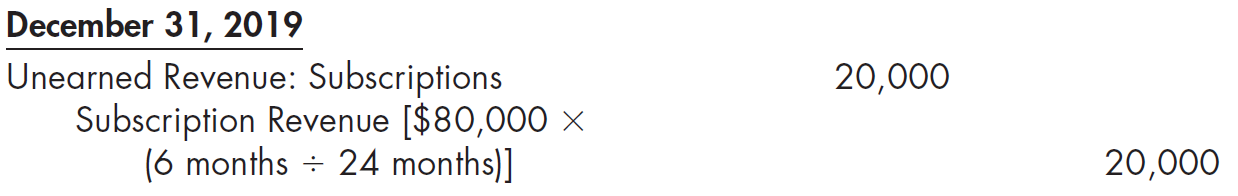 December 31, 2019
Unearned Revenue: Subscriptions 20,000
Subscription Revenue [$80,000 ×
(6 months ÷ 24 months)] 20,000